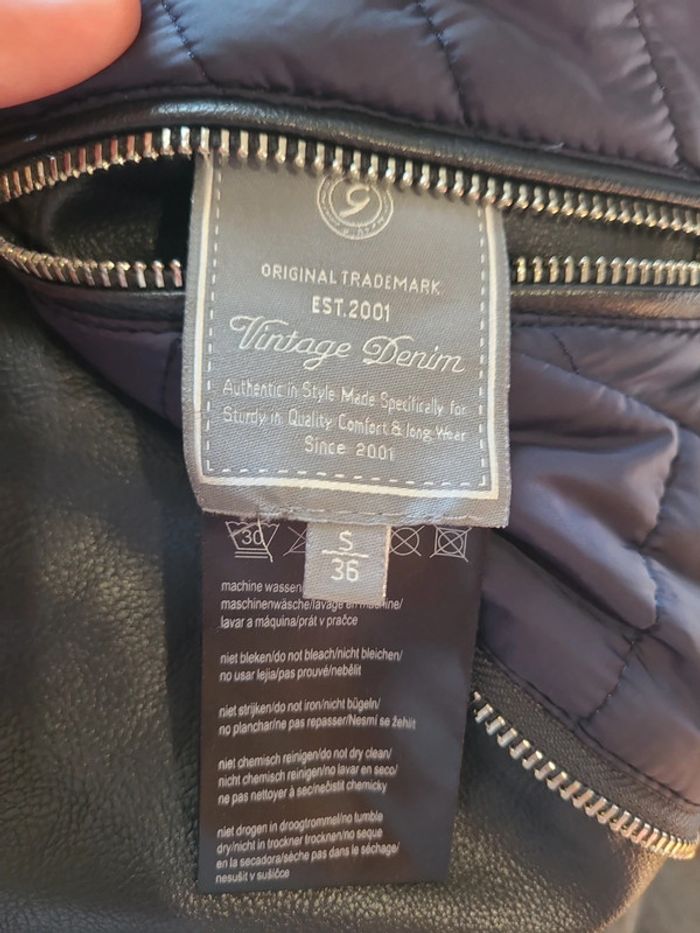 9
ORIGINAL TRADEMARK
EST.2001
Vintage Denim
Authentic in Style Made Specifically for
Sturdy in Quality Comfort & long Wear
Since 2001
30
S
36
machine wassen
maschinenwäsche/lavage en machine/
lavar a máquina/prát v pračce
niet bleken/do not bleach/nicht bleichen/
no usar lejia/pas prouvé/nebělit
niet strijken/do not iron/nicht bügeln/
no planchar/ne pas repasser/Nesmí se žehlit
niet chemisch reinigen/do not dry clean/
nicht chemisch reinigen/no lavar en seco/
ne pas nettoyer à sec/nečistit chemicky
niet drogen in droogtrommel/no tumble
dry/nicht in trockner trocknen/no seque
en la secadora/sèche pas dans le séchage/
nesušit v sušičce